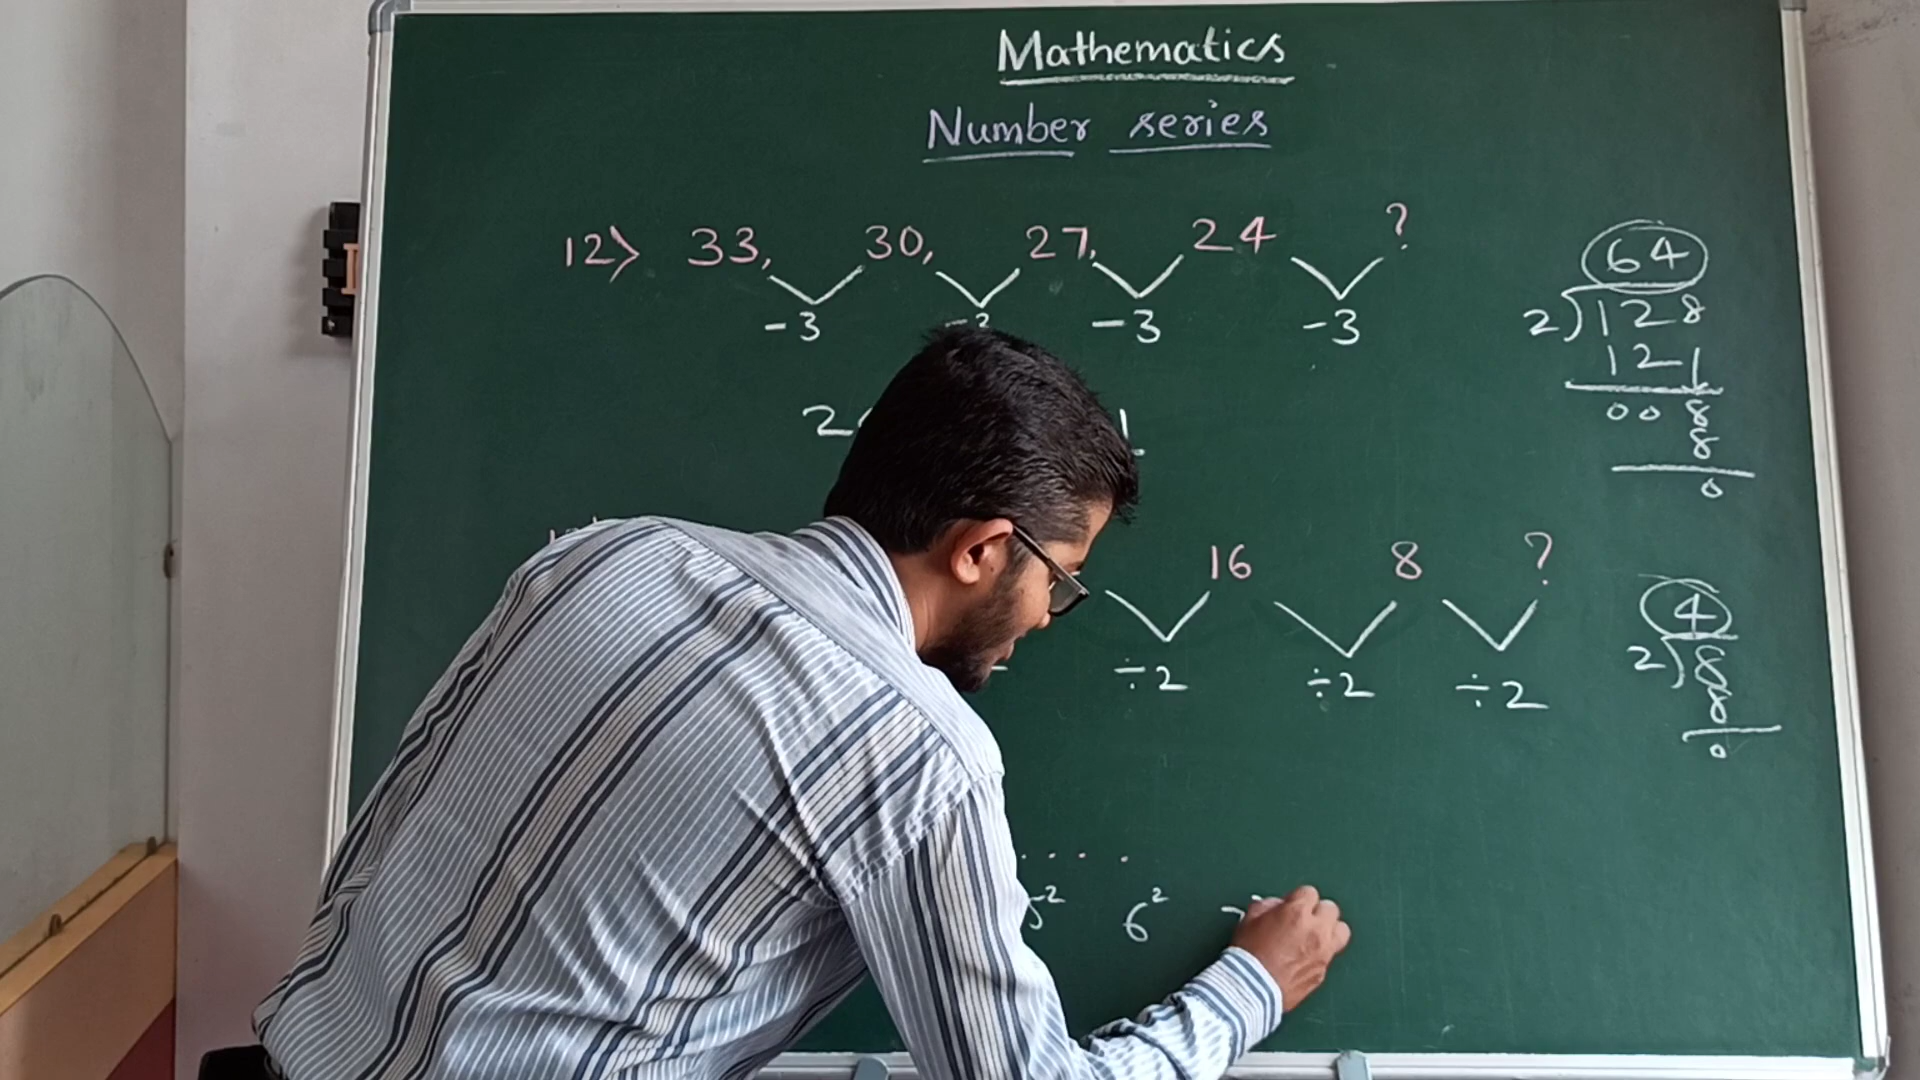 Mathematics
Number series
12) 33, 30, 27, 24 ?
-3 -3 -3
64
2)128
12↓
008
8
0
16 8 ?
÷2 ÷2 ÷2
4
2)8
8
0
. . . .
5² 6²